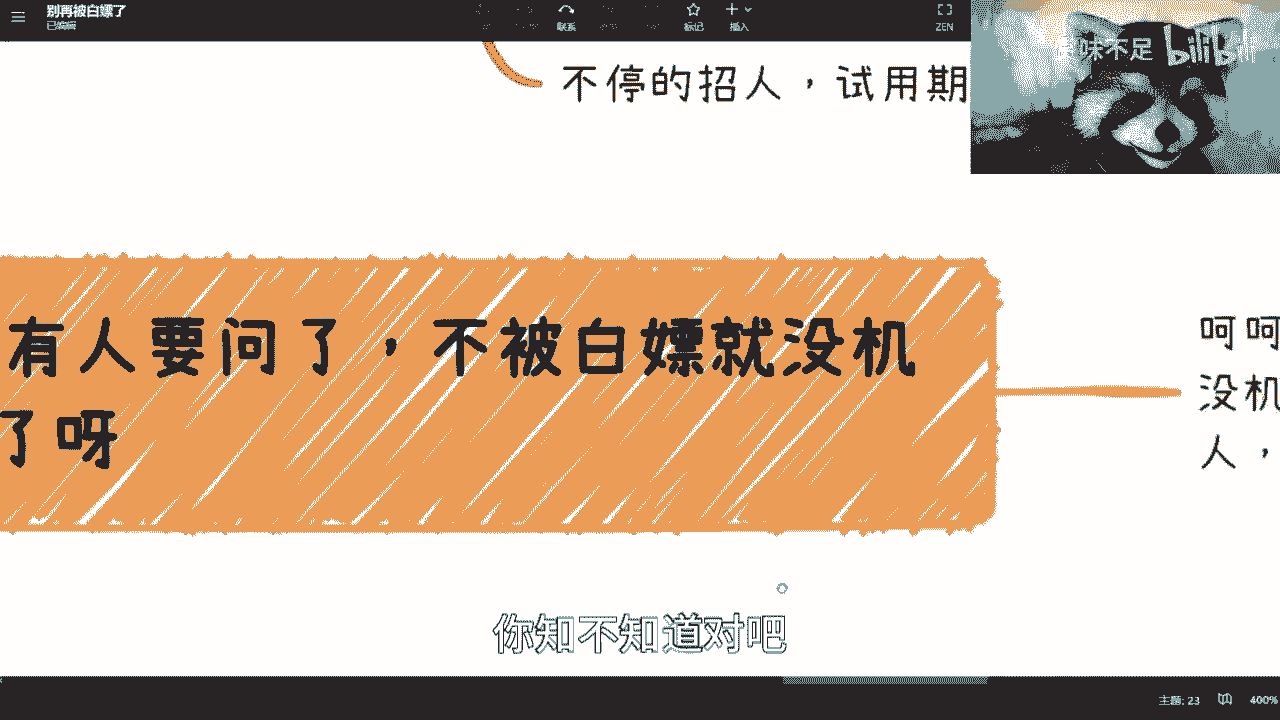 别再被白嫖了
已编辑
联系
标记
插入
ZEN
味不足 bilibili
不停的招人，试用期
有人要问了，不被白嫖就没机
了呀
呵呵
没机
人，
你知不知道对吧
主题: 23
400%